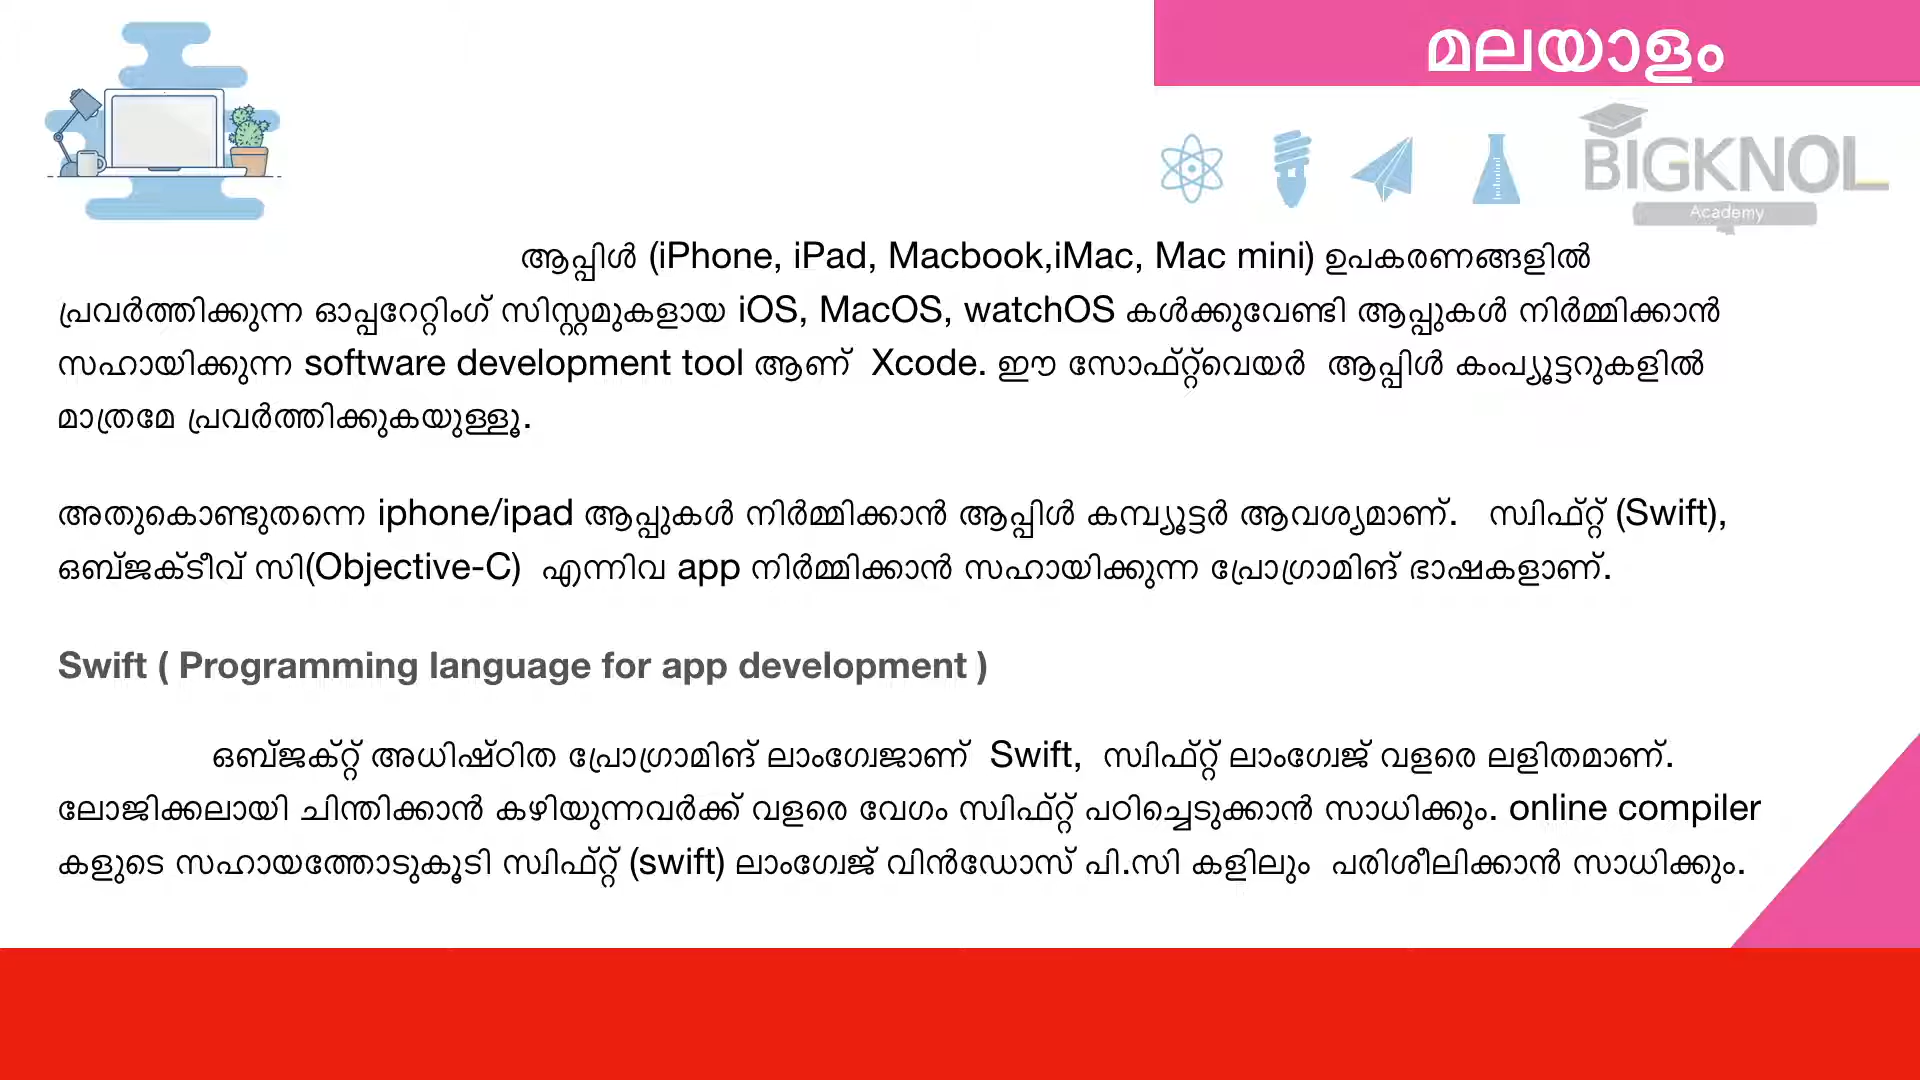 മലയാളം
BIGKNOL
Academy
ആപ്പിൾ (iPhone, iPad, Macbook,iMac, Mac mini) ഉപകരണങ്ങളിൽ
പ്രവർത്തിക്കുന്ന ഓപ്പറേറ്റിംഗ് സിസ്റ്റമുകളായ iOS, MacOS, watchOS കൾക്കുവേണ്ടി ആപ്പുകൾ നിർമ്മിക്കാൻ
സഹായിക്കുന്ന software development tool ആണ് Xcode. ഈ സോഫ്റ്റ്‌വെയർ ആപ്പിൾ കംപ്യൂട്ടറുകളിൽ
മാത്രമേ പ്രവർത്തിക്കുകയുള്ളൂ.
അതുകൊണ്ടുതന്നെ iphone/ipad ആപ്പുകൾ നിർമ്മിക്കാൻ ആപ്പിൾ കമ്പ്യൂട്ടർ ആവശ്യമാണ്. സ്വിഫ്റ്റ് (Swift),
ഒബ്ജക്ടീവ് സി(Objective-C) എന്നിവ app നിർമ്മിക്കാൻ സഹായിക്കുന്ന പ്രോഗ്രാമിങ് ഭാഷകളാണ്.
Swift ( Programming language for app development )
ഒബ്ജക്റ്റ് അധിഷ്ഠിത പ്രോഗ്രാമിങ് ലാംഗ്വേജാണ് Swift, സ്വിഫ്റ്റ് ലാംഗ്വേജ് വളരെ ലളിതമാണ്.
ലോജിക്കലായി ചിന്തിക്കാൻ കഴിയുന്നവർക്ക് വളരെ വേഗം സ്വിഫ്റ്റ് പഠിച്ചെടുക്കാൻ സാധിക്കും. online compiler
കളുടെ സഹായത്തോടുകൂടി സ്വിഫ്റ്റ് (swift) ലാംഗ്വേജ് വിൻഡോസ് പി.സി കളിലും പരിശീലിക്കാൻ സാധിക്കും.